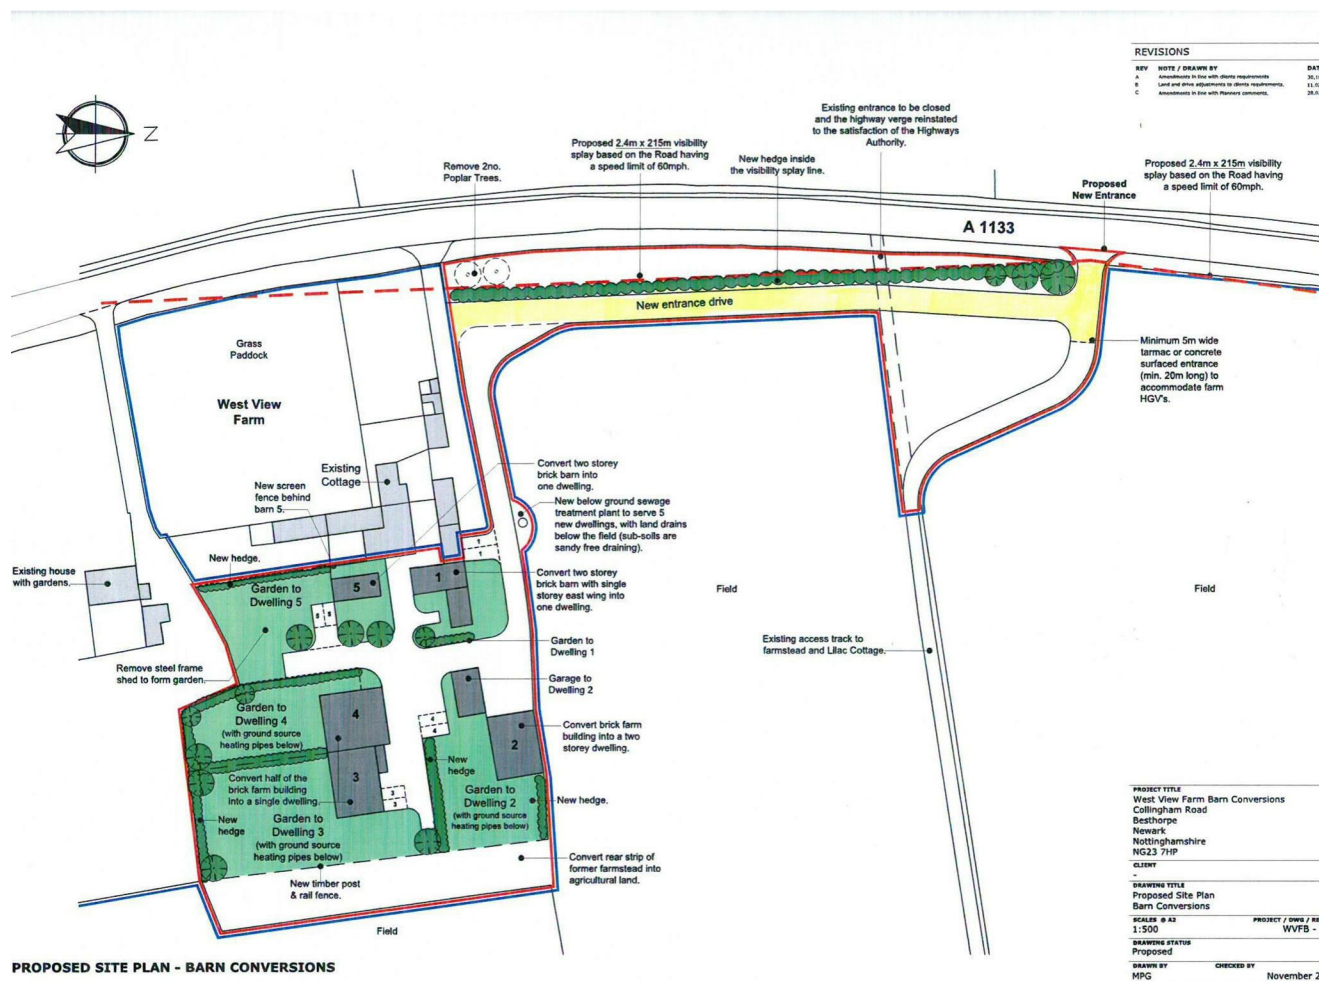 REVISIONS
REV NOTE / DRAWN BY
A Amendments in line with clients requirements
B Land and drive adjustments to clients requirements.
C Amendments in line with Planners comments.
Z
Existing entrance to be closed
and the highway verge reinstated
to the satisfaction of the Highways
Authority.
Remove 2no.
Poplar Trees.
Proposed 2.4m x 215m visibility
splay based on the Road having
a speed limit of 60mph.
New hedge inside
the visibility splay line.
Proposed
New Entrance
Proposed 2.4m x 215m visibility
splay based on the Road having
a speed limit of 60mph.
A 1133
New entrance drive
Grass
Paddock
West View
Farm
Minimum 5m wide
tarmac or concrete
surfaced entrance
(min. 20m long) to
accommodate farm
HGV's.
Existing
Cottage
Convert two storey
brick barn into
one dwelling.
New screen
fence behind
barn 5.
New below ground sewage
treatment plant to serve 5
new dwellings, with land drains
below the field (sub-soils are
sandy free draining).
New hedge.
Existing house
with gardens.
Garden to
Dwelling 5
5
1
1
1
5 5
Convert two storey
brick barn with single
storey east wing into
one dwelling.
Field
Field
Garden to
Dwelling 1
Existing access track to
farmstead and Lilac Cottage.
Remove steel frame
shed to form garden.
Garage to
Dwelling 2
Garden to
Dwelling 4
(with ground source
heating pipes below)
4
4
4
2
Convert brick farm
building into a two
storey dwelling.
New
hedge
Convert half of the
brick farm building
into a single dwelling.
3
3
3
Garden to
Dwelling 2
(with ground source
heating pipes below)
New hedge.
New
hedge
Garden to
Dwelling 3
(with ground source
heating pipes below)
Convert rear strip of
former farmstead into
agricultural land.
New timber post
& rail fence.
Field
PROPOSED SITE PLAN - BARN CONVERSIONS
PROJECT TITLE
West View Farm Barn Conversions
Collingham Road
Besthorpe
Newark
Nottinghamshire
NG23 7HP
CLIENT
-
DRAWING TITLE
Proposed Site Plan
Barn Conversions
SCALES @ A2 PROJECT / DWG /
1:500 WVFB -
DRAWING STATUS
Proposed
DRAWN BY CHECKED BY
MPG November